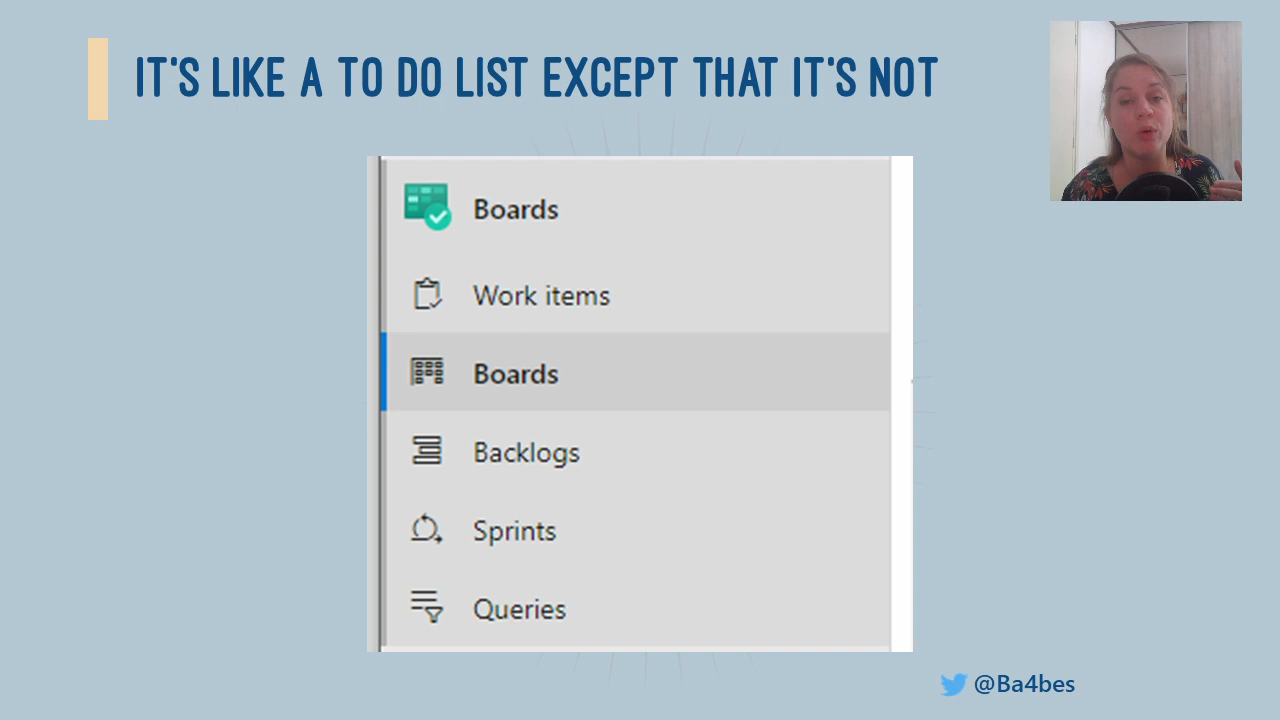 IT'S LIKE A TO DO LIST EXCEPT THAT IT'S NOT
Boards
Work items
Boards
Backlogs
Sprints
Queries
@Ba4bes